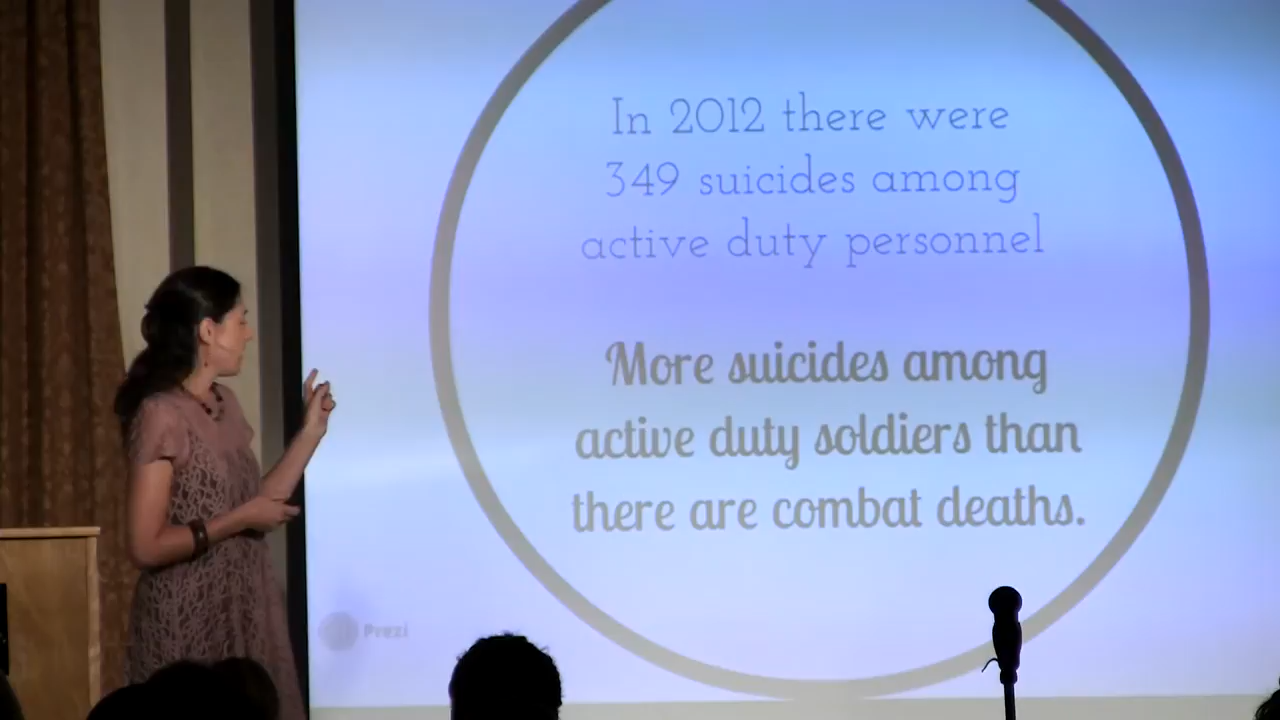 In 2012 there were
349 suicides among
active duty personnel
More suicides among
active duty soldiers than
there are combat deaths.
Prezi